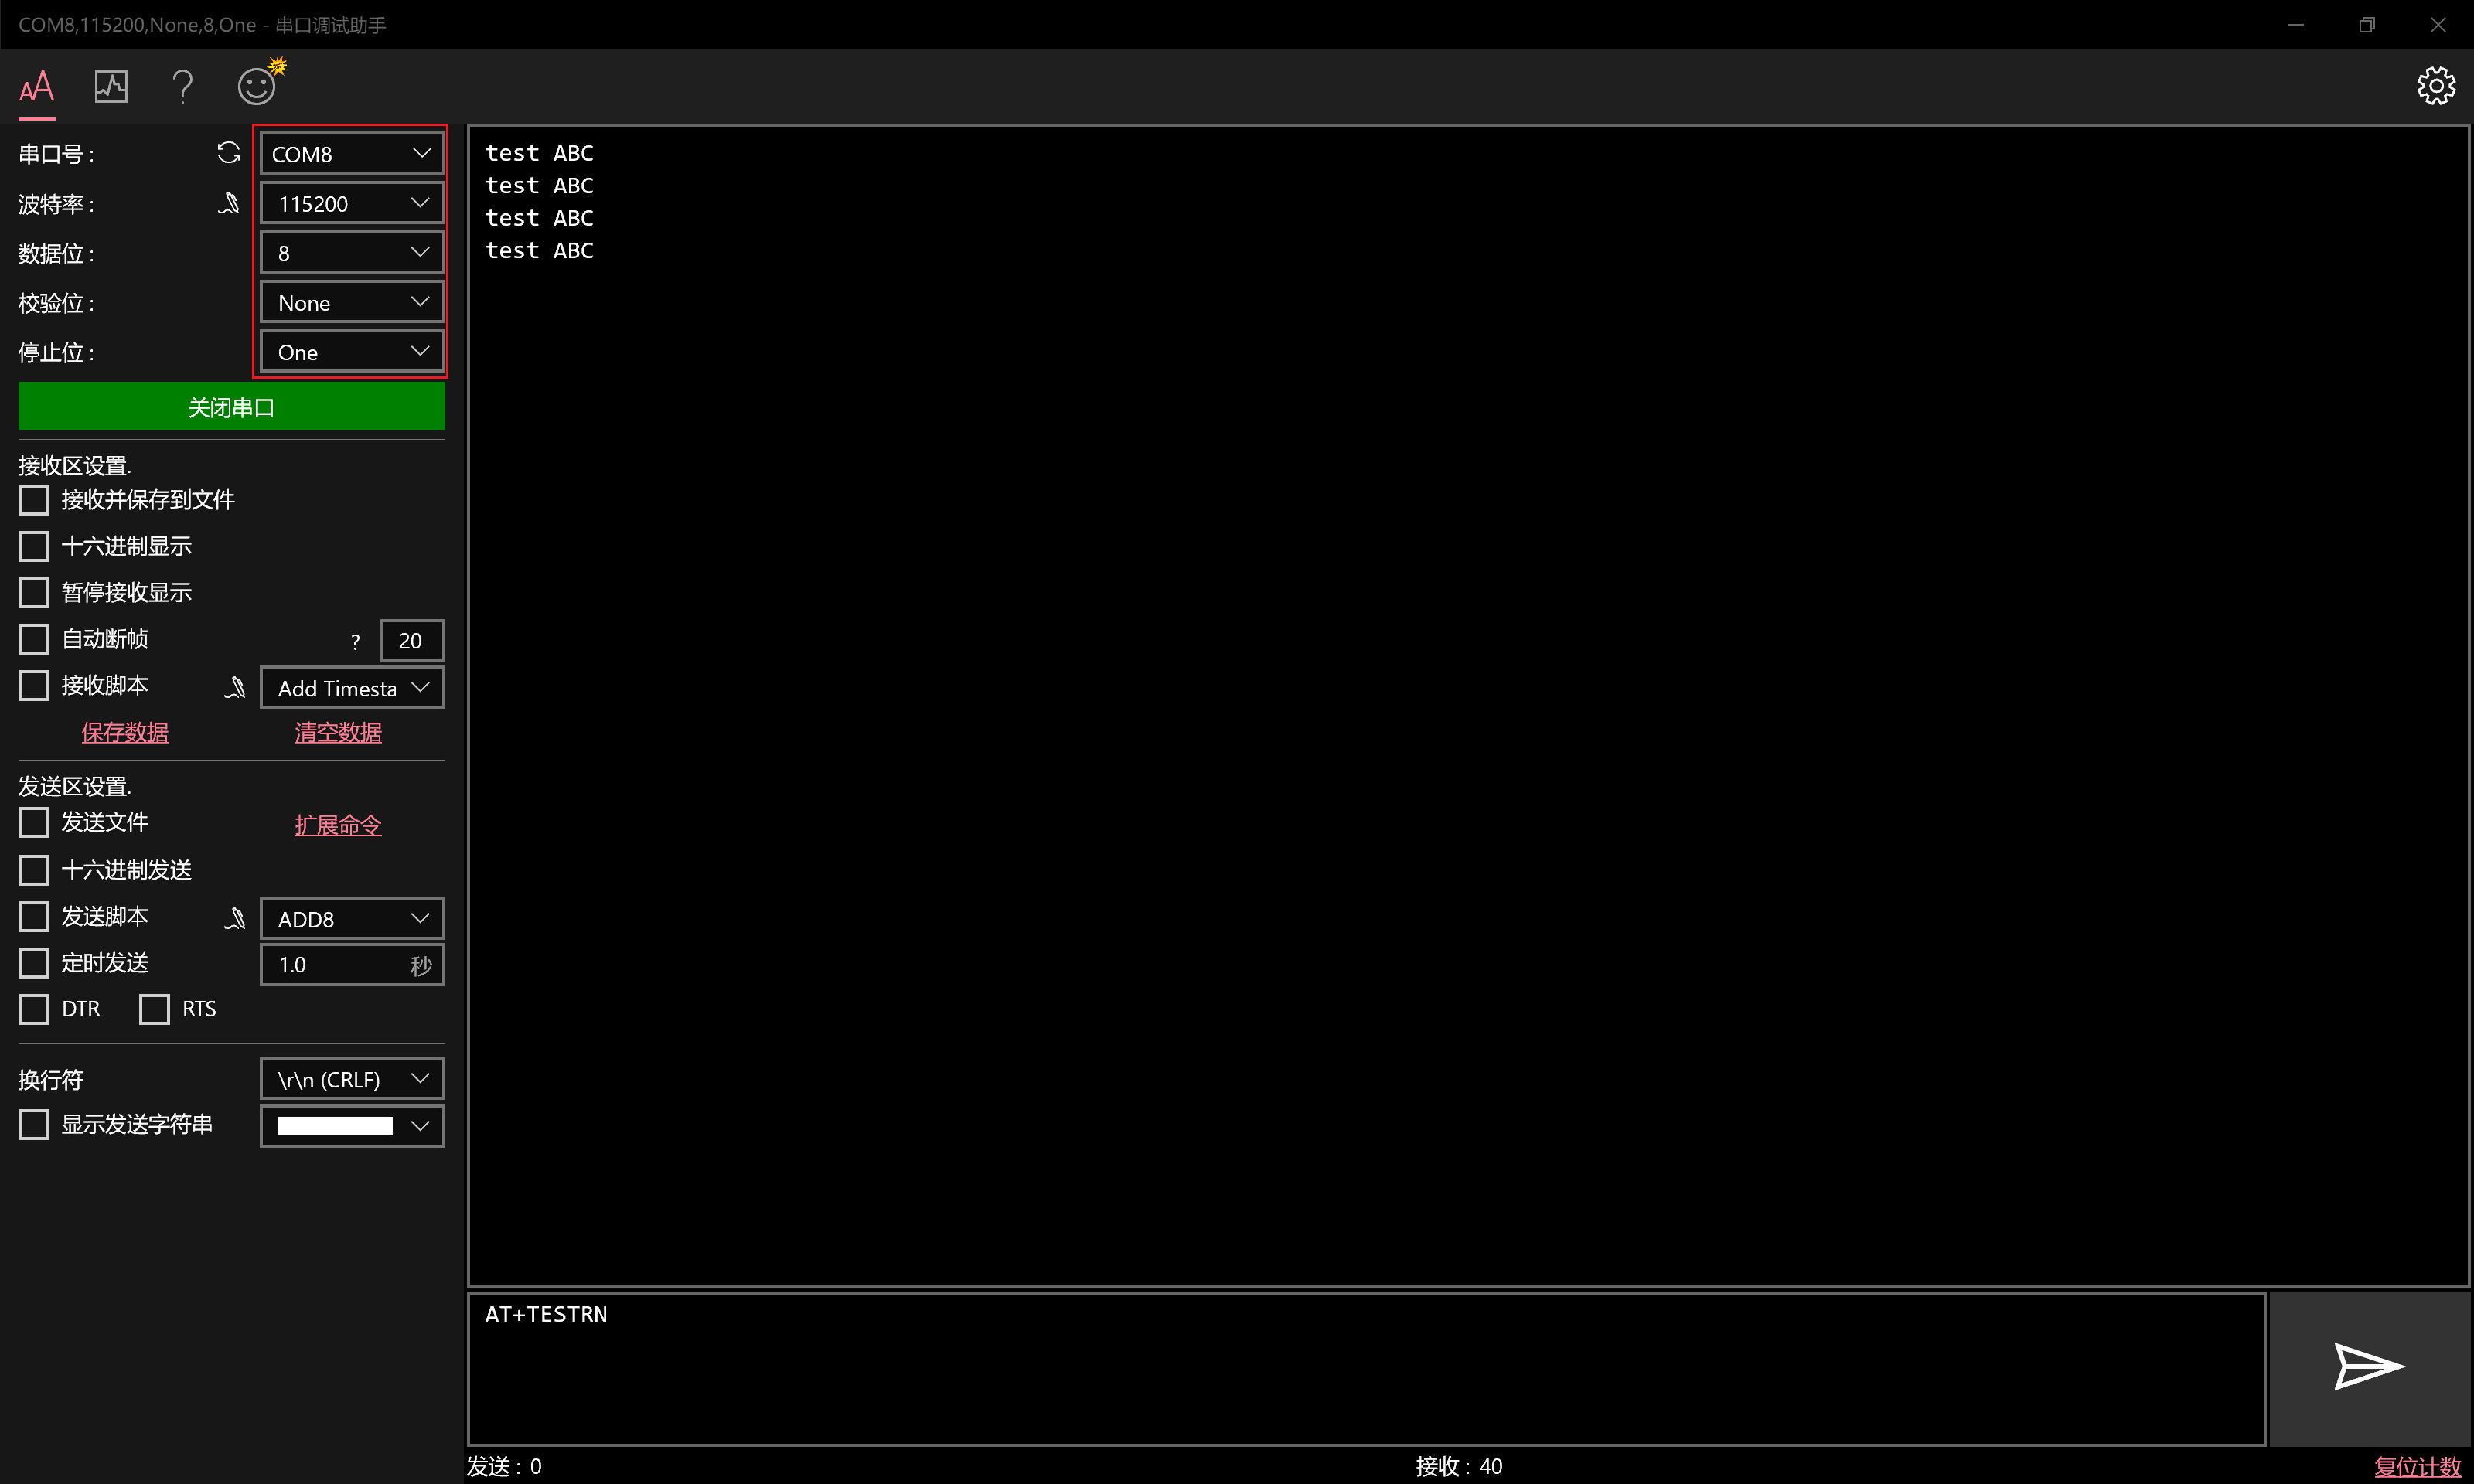 COM8,115200,None,8,One - 串口调试助手
串口号：
COM8
波特率：
115200
数据位：
8
校验位：
None
停止位：
One
关闭串口
接收区设置.
接收并保存到文件
十六进制显示
暂停接收显示
自动断帧 ? 20
接收脚本
Add Timesta
保存数据 清空数据
发送区设置.
发送文件 扩展命令
十六进制发送
发送脚本
ADD8
定时发送
1.0 秒
DTR RTS
换行符
\r\n (CRLF)
显示发送字符串
test ABC
test ABC
test ABC
test ABC
AT+TESTRN
发送：0 接收：40 复位计数